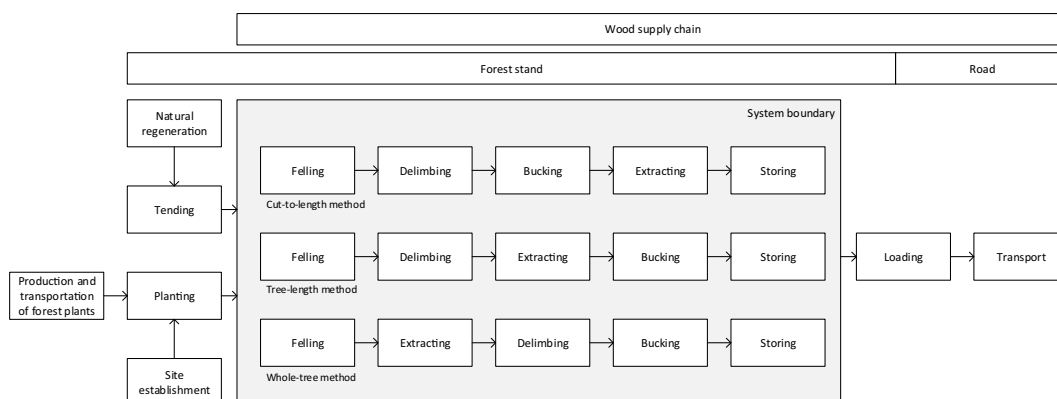 Wood supply chain
Forest stand
Road
Natural
regeneration
System boundary
Felling
Delimbing
Bucking
Extracting
Storing
Cut-to-length method
Tending
Felling
Delimbing
Extracting
Bucking
Storing
Loading
Transport
Tree-length method
Production and
transportation
of forest plants
Planting
Felling
Extracting
Delimbing
Bucking
Storing
Whole-tree method
Site
establishment